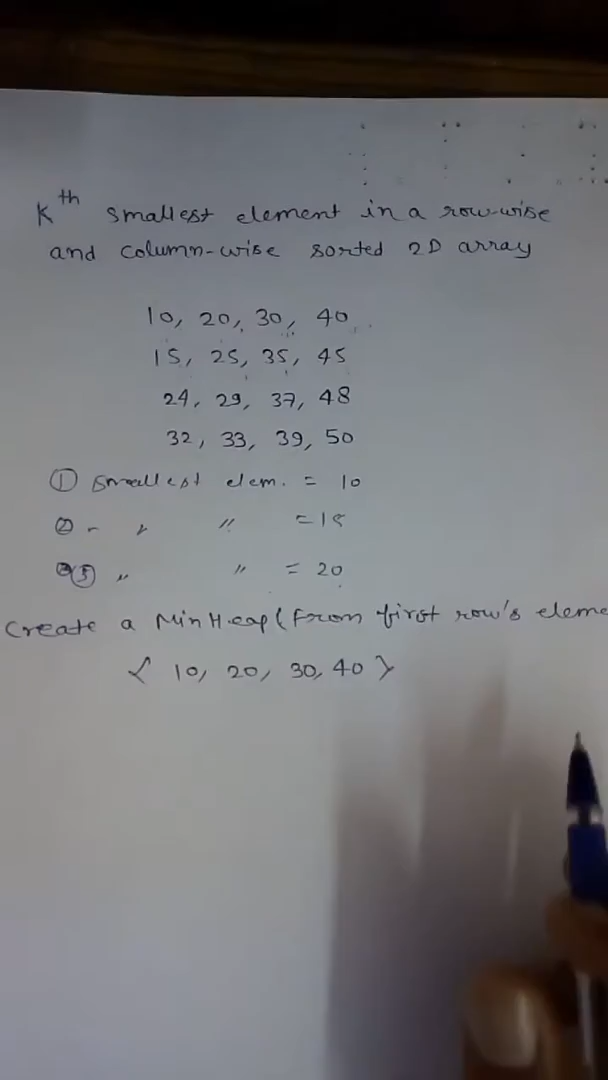 Kth smallest element in a row-wise
and column-wise sorted 2D array
10, 20, 30, 40
15, 25, 35, 45
24, 29, 37, 48
32, 33, 39, 50
① smallest elem. = 10
② - 〃 〃 = 15
③ 〃 〃 = 20
Create a MinHeap (From first row's eleme
{ 10, 20, 30, 40 }